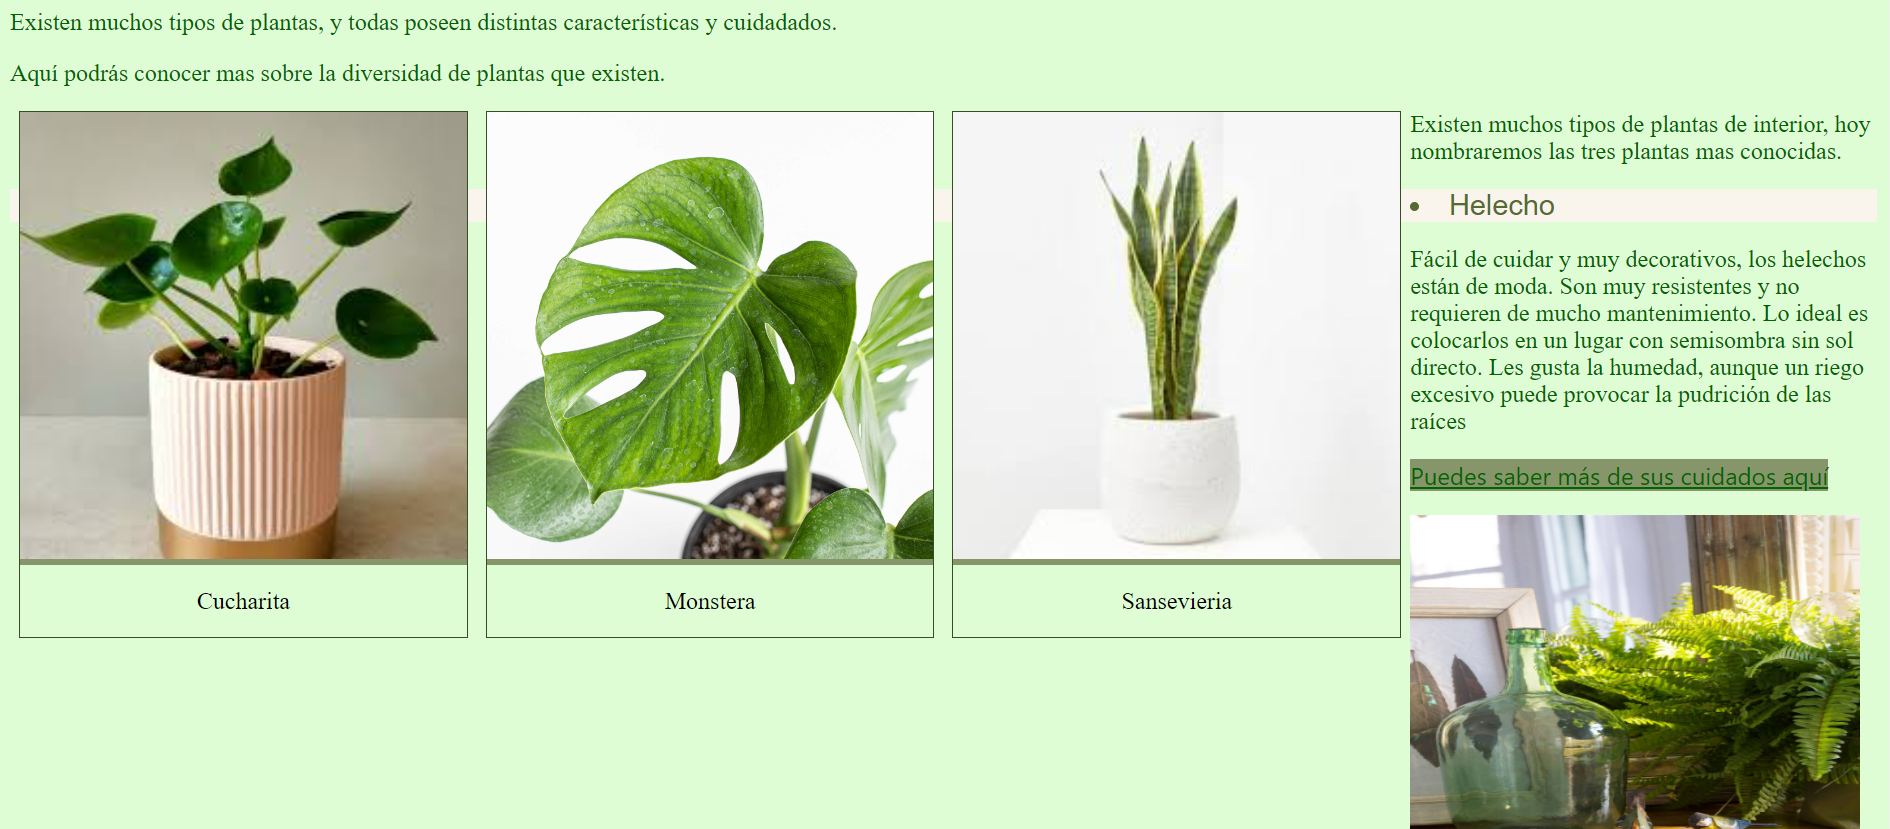 Existen muchos tipos de plantas, y todas poseen distintas características y cuidadados.
Aquí podrás conocer mas sobre la diversidad de plantas que existen.
Cucharita
Monstera
Sansevieria
Existen muchos tipos de plantas de interior, hoy
nombraremos las tres plantas mas conocidas.
• Helecho
Fácil de cuidar y muy decorativos, los helechos
están de moda. Son muy resistentes y no
requieren de mucho mantenimiento. Lo ideal es
colocarlos en un lugar con semisombra sin sol
directo. Les gusta la humedad, aunque un riego
excesivo puede provocar la pudrición de las
raíces
Puedes saber más de sus cuidados aquí